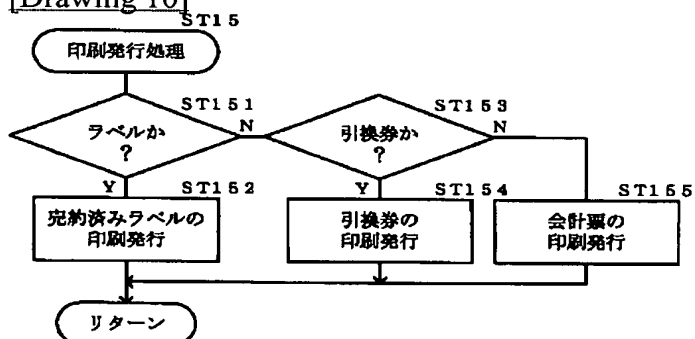 [Drawing 10]
ST15
印刷発行処理
ST151
ラベルか
?
N
Y
ST152
売約済みラベルの
印刷発行
ST153
引換券か
?
N
Y
ST154
引換券の
印刷発行
ST155
会計票の
印刷発行
リターン